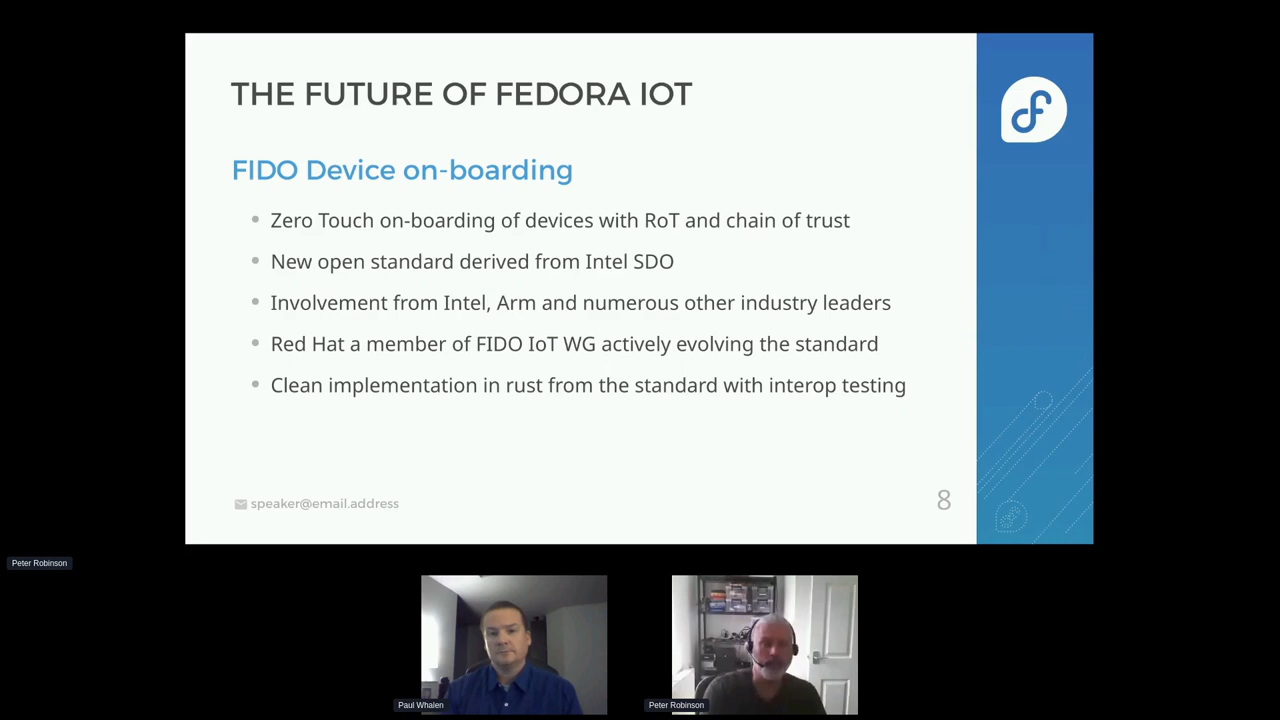 THE FUTURE OF FEDORA IOT
FIDO Device on-boarding
Zero Touch on-boarding of devices with RoT and chain of trust
New open standard derived from Intel SDO
Involvement from Intel, Arm and numerous other industry leaders
Red Hat a member of FIDO IoT WG actively evolving the standard
Clean implementation in rust from the standard with interop testing
speaker@email.address
8
Peter Robinson
Paul Whalen
Peter Robinson